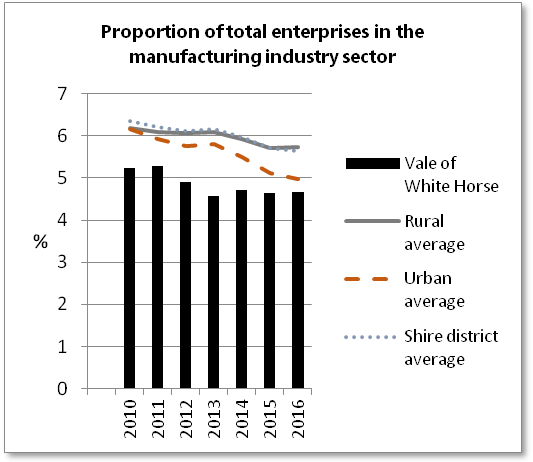 Proportion of total enterprises in the
manufacturing industry sector
7
6
5
4
3
2
1
0
%
2010
2011
2012
2013
2014
2015
2016
Vale of
White Horse
Rural
average
Urban
average
Shire district
average